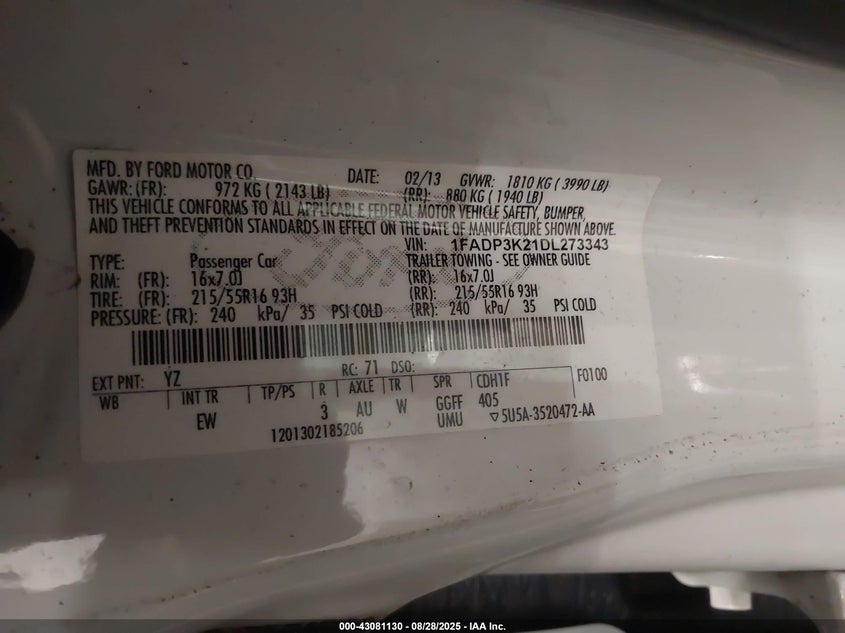 MFD. BY FORD MOTOR CO. DATE: 02/13 GVWR: 1810 KG ( 3990 LB)
GAWR: (FR): 972 KG ( 2143 LB) (RR): 880 KG ( 1940 LB)
THIS VEHICLE CONFORMS TO ALL APPLICABLE FEDERAL MOTOR VEHICLE SAFETY, BUMPER,
AND THEFT PREVENTION STANDARDS IN EFFECT ON THE DATE OF MANUFACTURE SHOWN ABOVE.
VIN: 1FADP3K21DL273343
TYPE: Passenger Car TRAILER TOWING - SEE OWNER GUIDE
RIM: (FR): 16x7.0J (RR): 16x7.0J
TIRE: (FR): 215/55R16 93H (RR): 215/55R16 93H
PRESSURE: (FR): 240 kPa/ 35 PSI COLD (RR): 240 kPa/ 35 PSI COLD
EXT PNT: YZ RC: 71 DSO: F0100
WB INT TR TP/PS R AXLE TR SPR CDH1F
EW 3 AU W GGFF 405
UMU ▽5U5A-3520472-AA
1201302185206
000-43081130 - 08/28/2025 - IAA Inc.